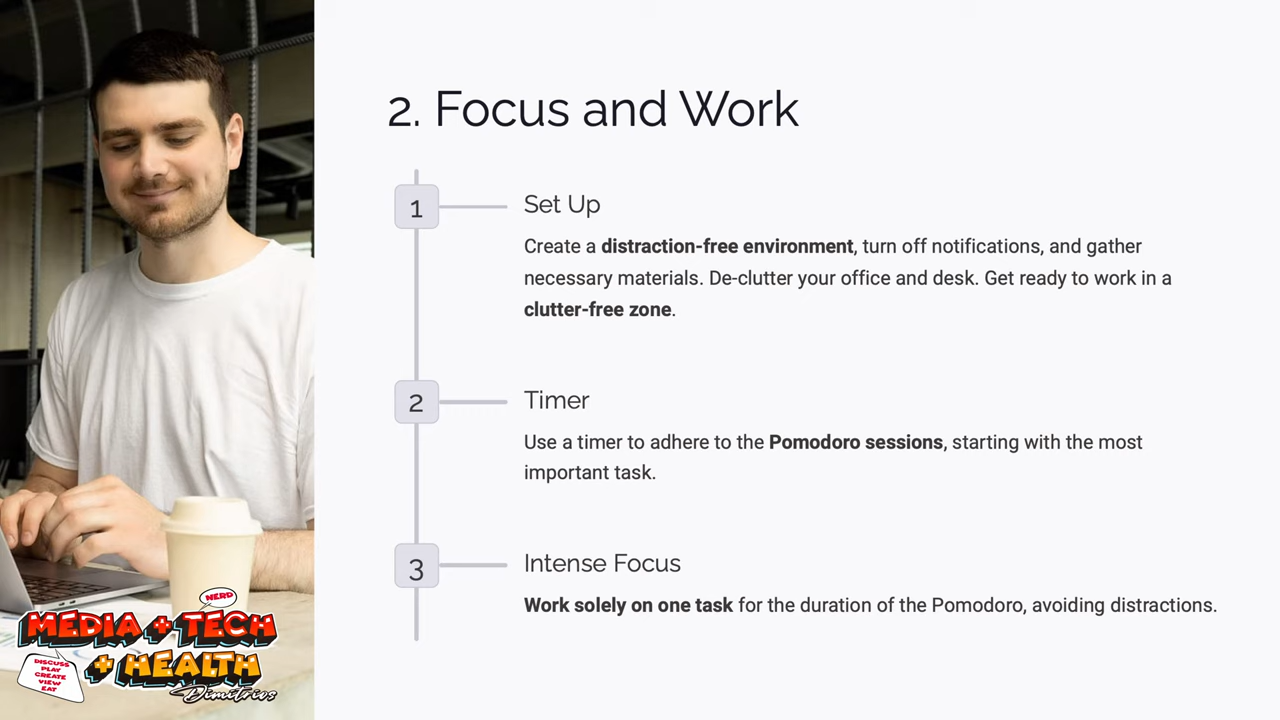 2. Focus and Work
1
Set Up
Create a distraction-free environment, turn off notifications, and gather
necessary materials. De-clutter your office and desk. Get ready to work in a
clutter-free zone.
2
Timer
Use a timer to adhere to the Pomodoro sessions, starting with the most
important task.
3
Intense Focus
Work solely on one task for the duration of the Pomodoro, avoiding distractions.
NERD
MEDIA + TECH
+ HEALTH
DISCUSS
PLAY
CREATE
VIEW
EAT
Dimitrios